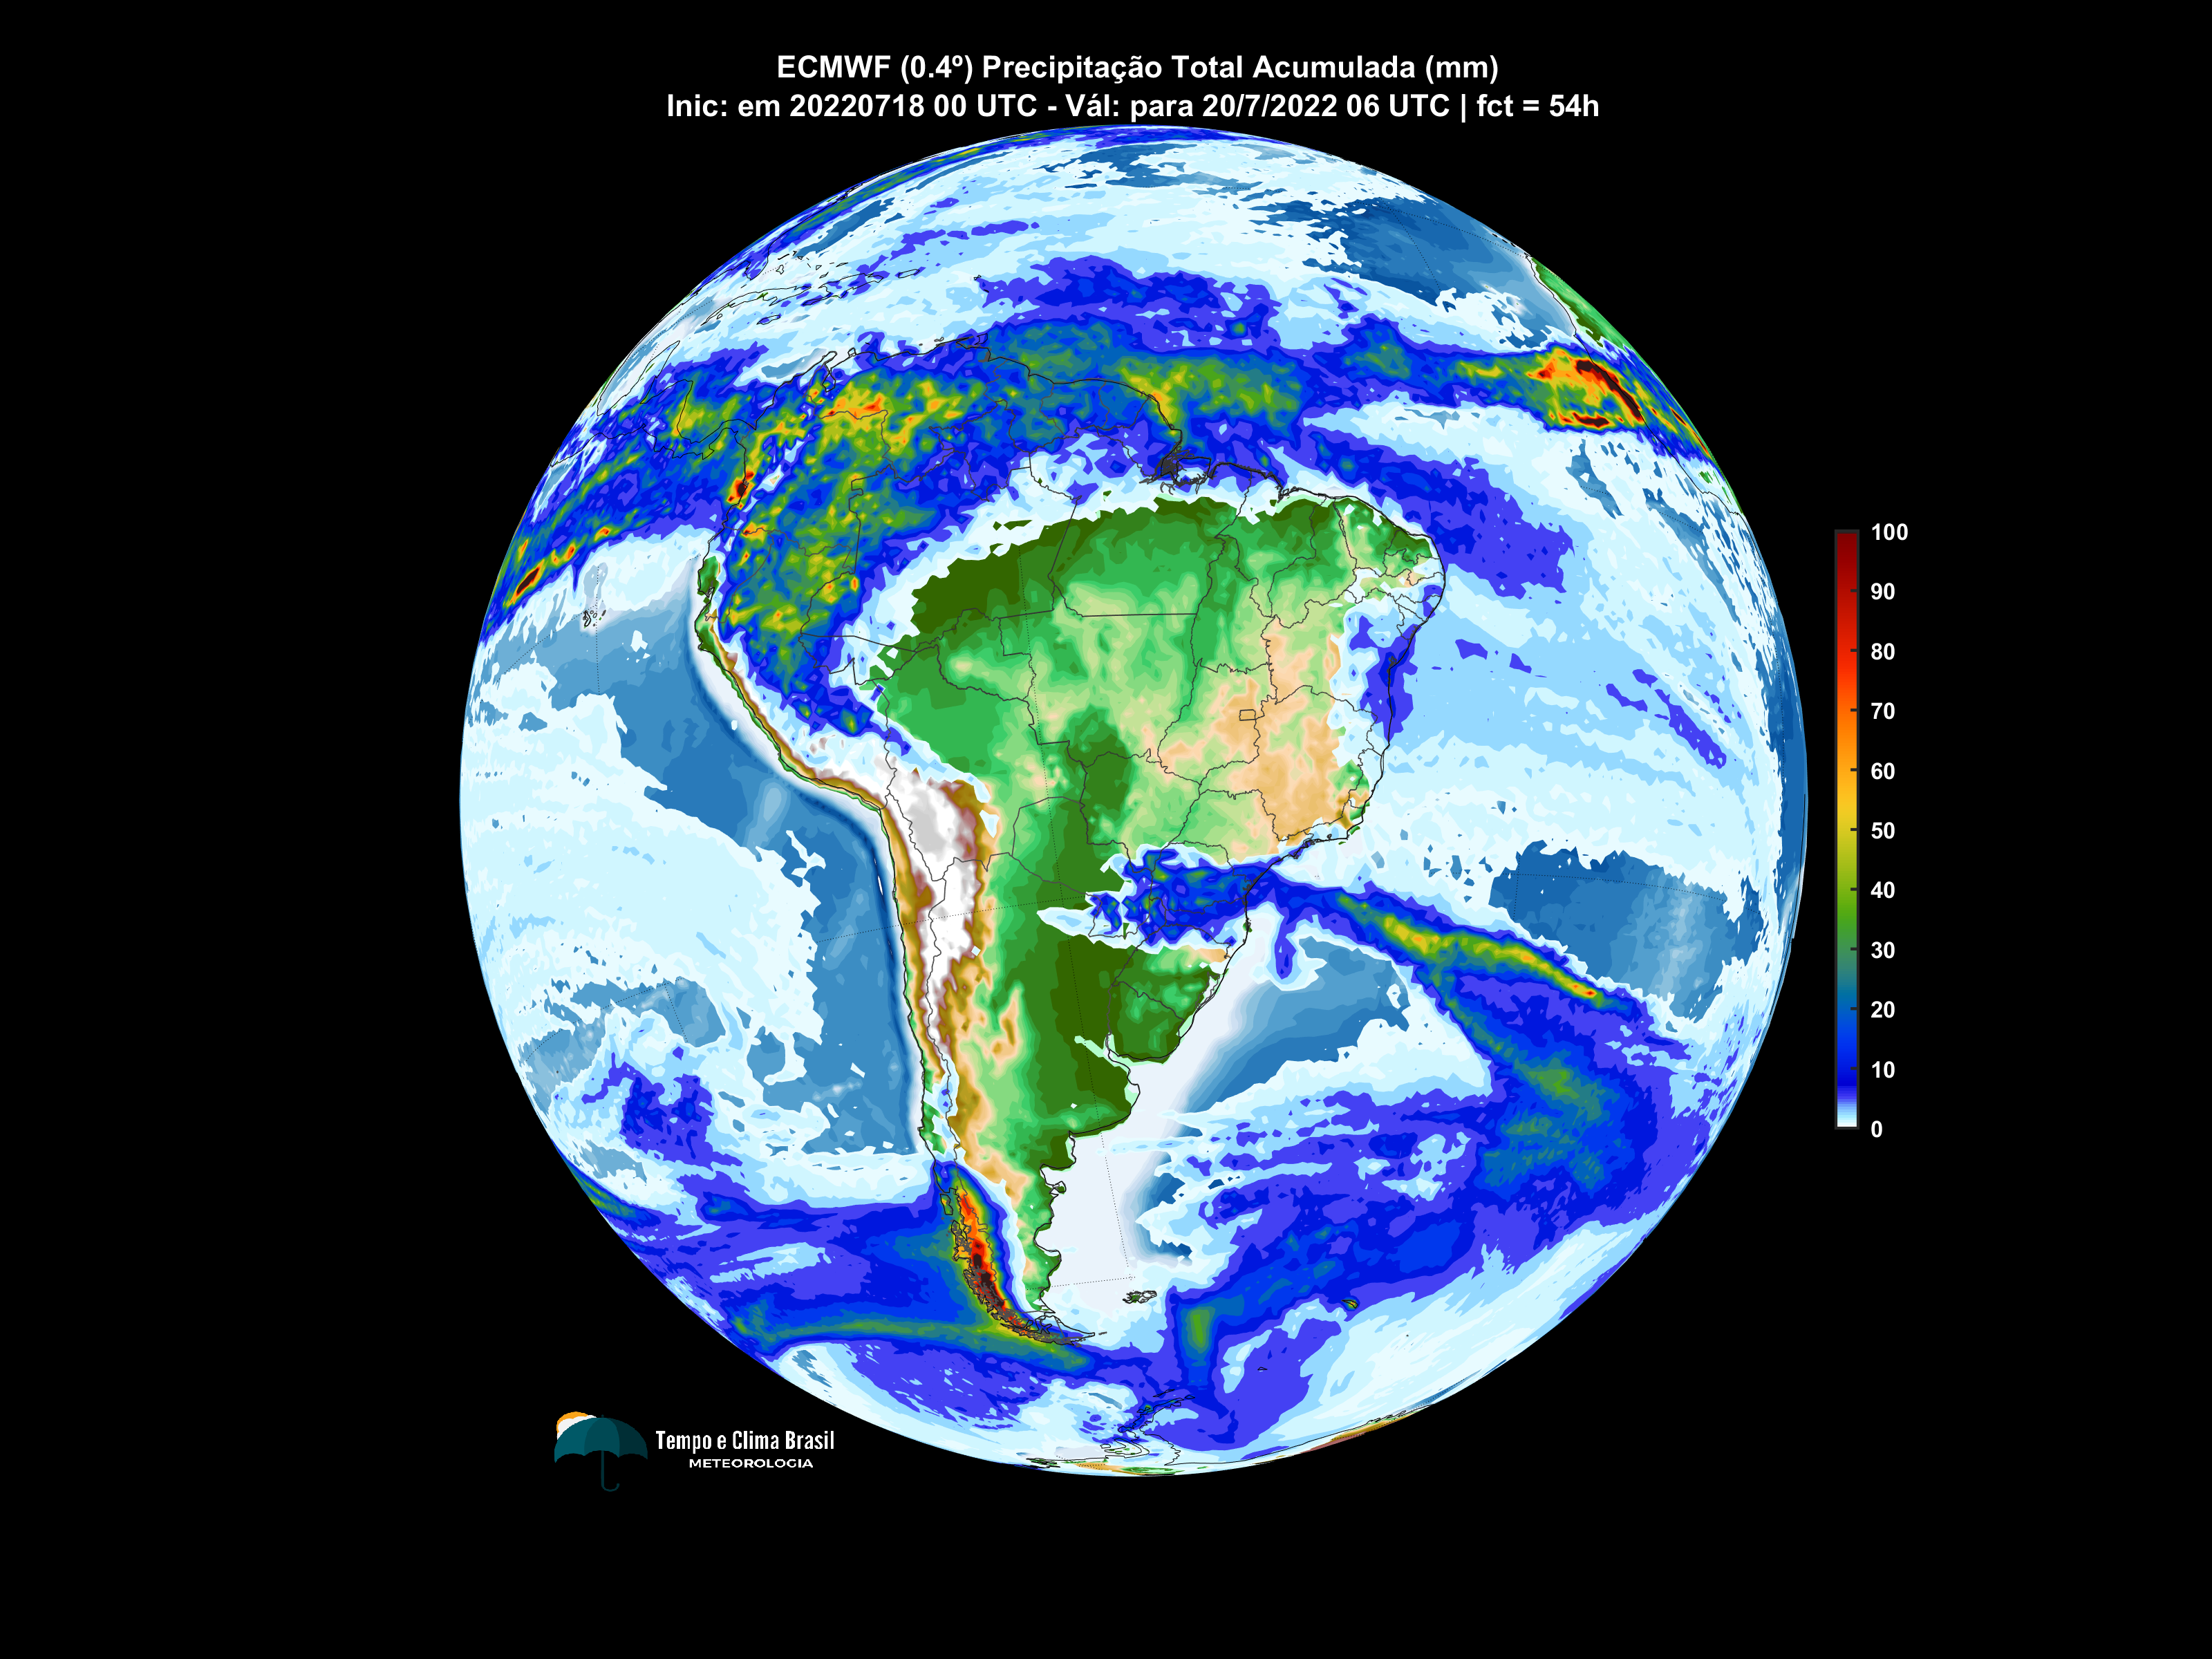 ECMWF (0.4º) Precipitação Total Acumulada (mm)
Inic: em 20220718 00 UTC - Vál: para 20/7/2022 06 UTC | fct = 54h
100
90
80
70
60
50
40
30
20
10
0
Tempo e Clima Brasil
METEOROLOGIA